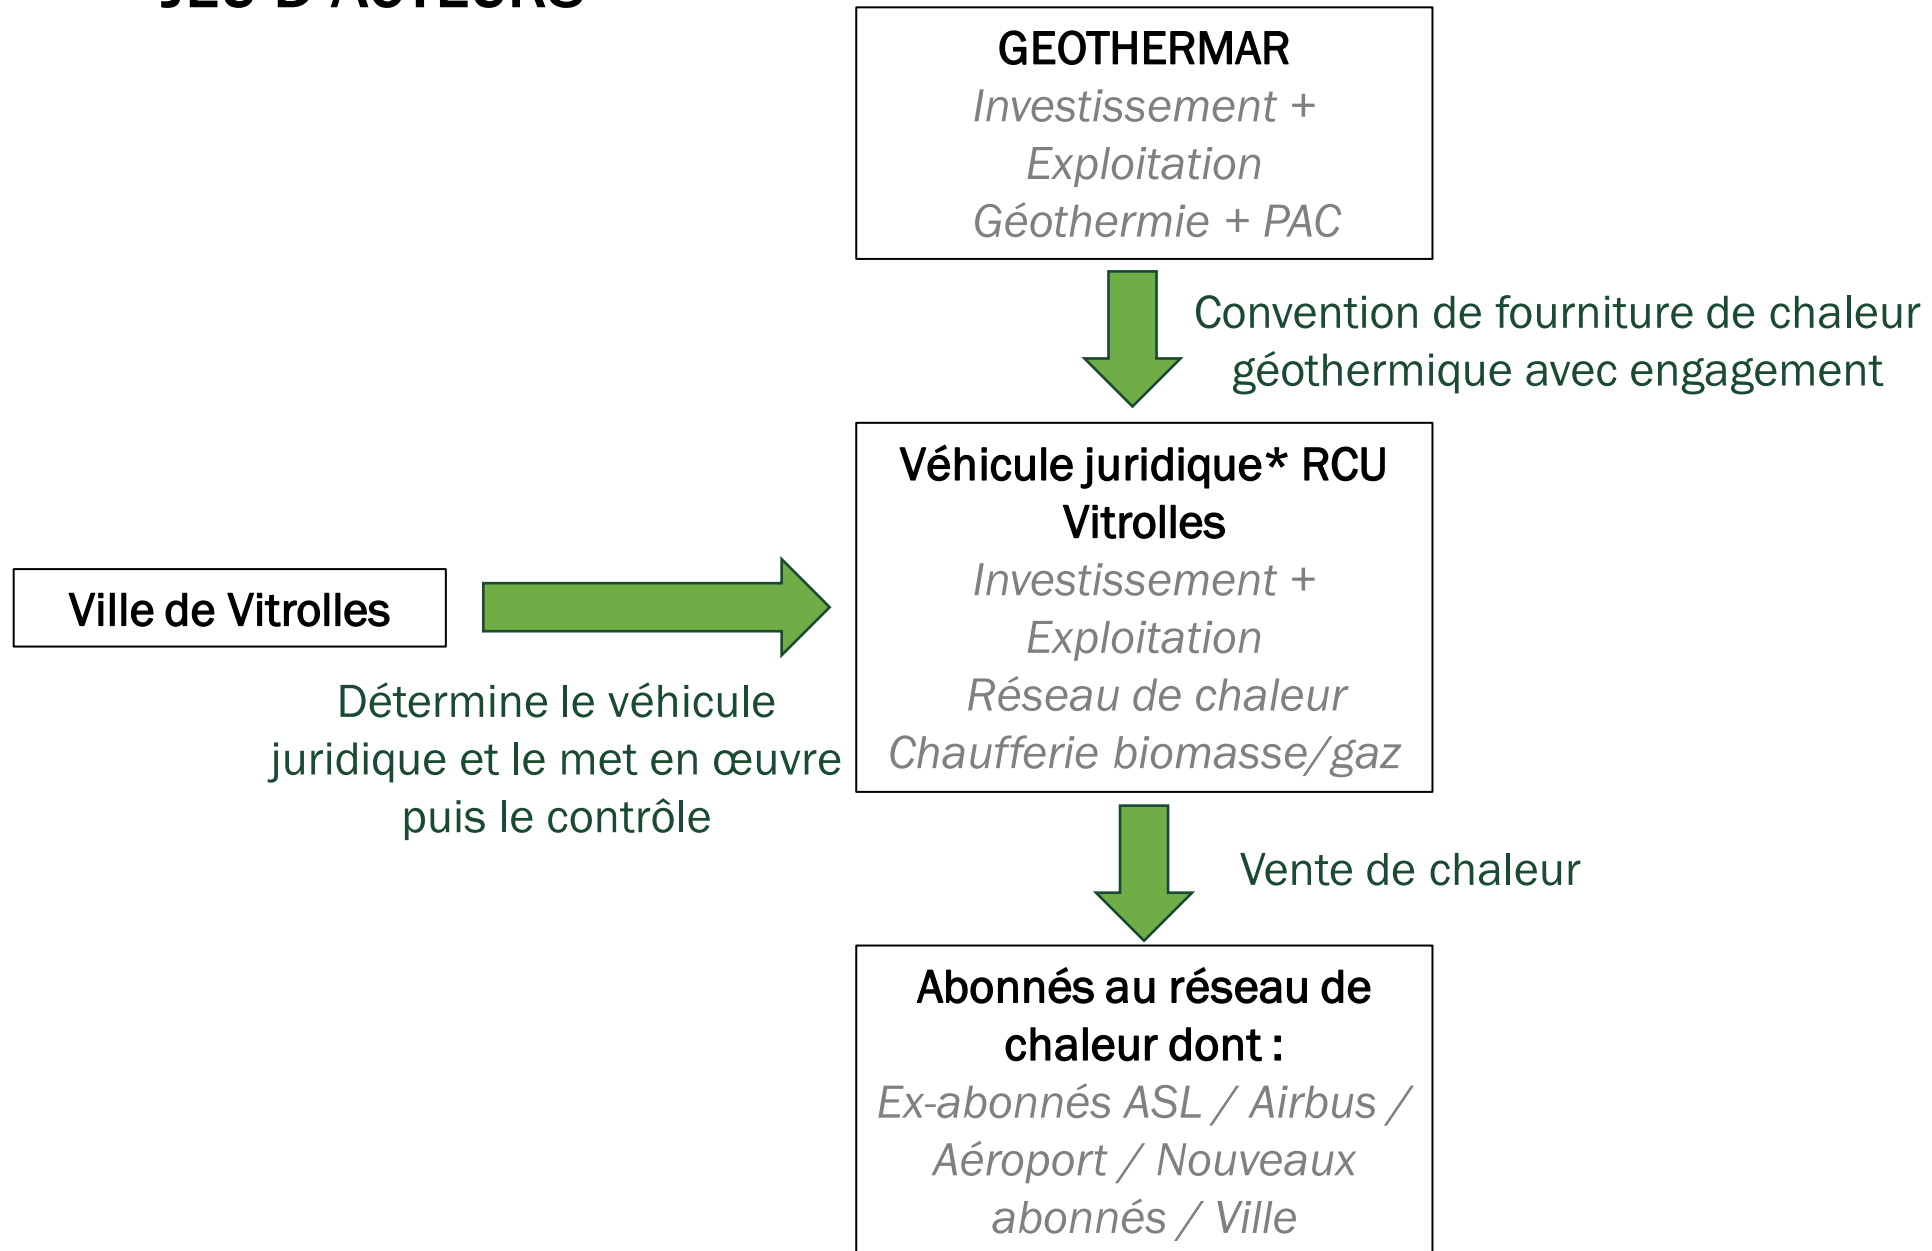 JEU D'ACTEURS
GEOTHERMAR
Investissement +
Exploitation
Géothermie + PAC
Convention de fourniture de chaleur
géothermique avec engagement
Véhicule juridique* RCU
Vitrolles
Investissement +
Exploitation
Réseau de chaleur
Chaufferie biomasse/gaz
Ville de Vitrolles
Détermine le véhicule
juridique et le met en œuvre
puis le contrôle
Vente de chaleur
Abonnés au réseau de
chaleur dont :
Ex-abonnés ASL / Airbus /
Aéroport / Nouveaux
abonnés / Ville